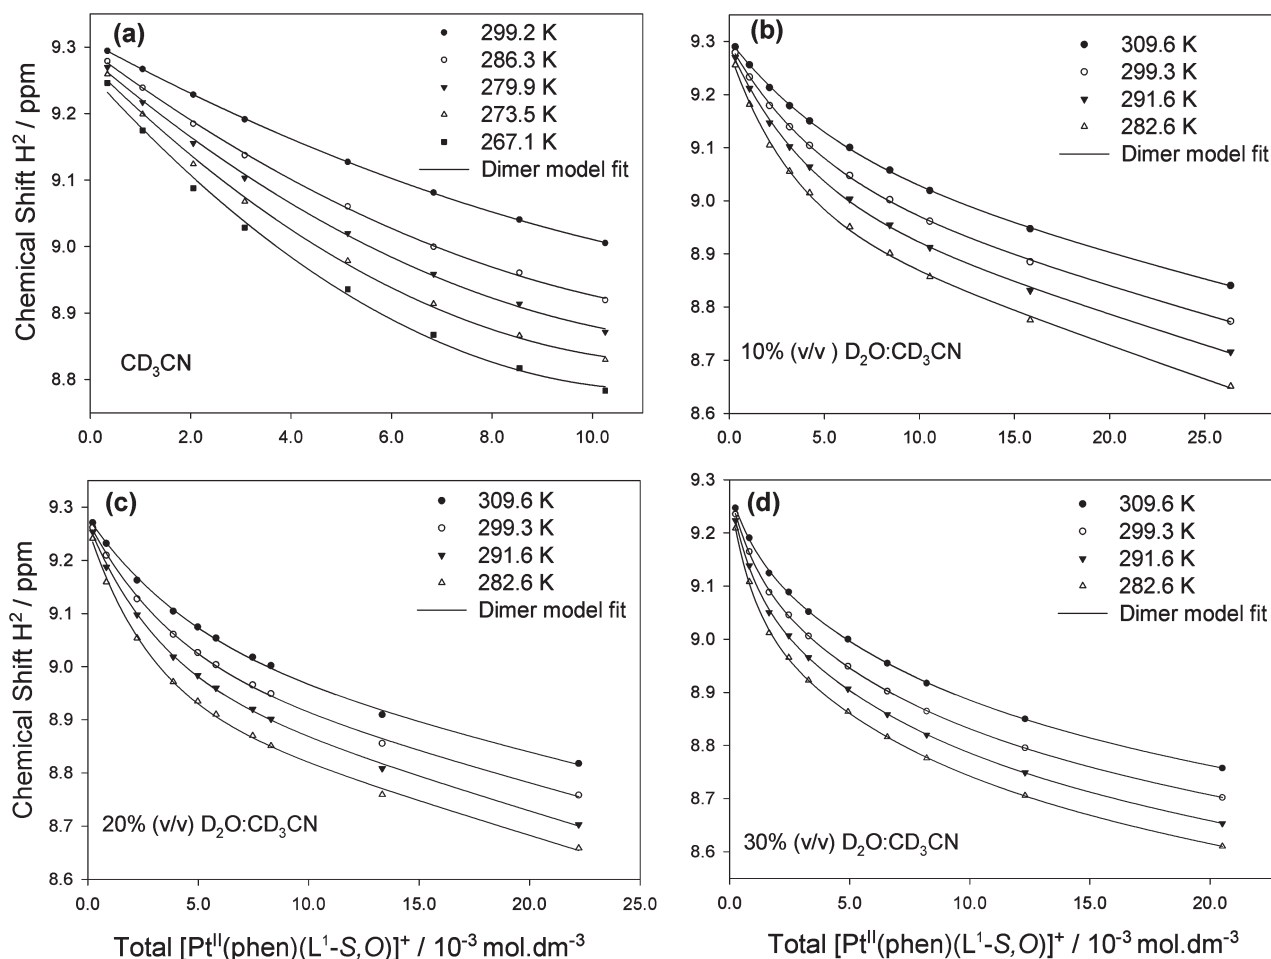 (a)
299.2 K
286.3 K
279.9 K
273.5 K
267.1 K
Dimer model fit
CD₃CN
Chemical Shift H² / ppm
9.3
9.2
9.1
9.0
8.9
8.8
0.0 2.0 4.0 6.0 8.0 10.0
(b)
309.6 K
299.3 K
291.6 K
282.6 K
Dimer model fit
10% (v/v ) D₂O:CD₃CN
9.3
9.2
9.1
9.0
8.9
8.8
8.7
8.6
0.0 5.0 10.0 15.0 20.0 25.0
(c)
309.6 K
299.3 K
291.6 K
282.6 K
Dimer model fit
20% (v/v) D₂O:CD₃CN
Chemical Shift H² / ppm
9.3
9.2
9.1
9.0
8.9
8.8
8.7
8.6
0.0 5.0 10.0 15.0 20.0 25.0
Total [Ptᴵᴵ(phen)(L¹-S,O)]⁺ / 10⁻³ mol.dm⁻³
(d)
309.6 K
299.3 K
291.6 K
282.6 K
Dimer model fit
30% (v/v) D₂O:CD₃CN
9.3
9.2
9.1
9.0
8.9
8.8
8.7
8.6
0.0 5.0 10.0 15.0 20.0
Total [Ptᴵᴵ(phen)(L¹-S,O)]⁺ / 10⁻³ mol.dm⁻³